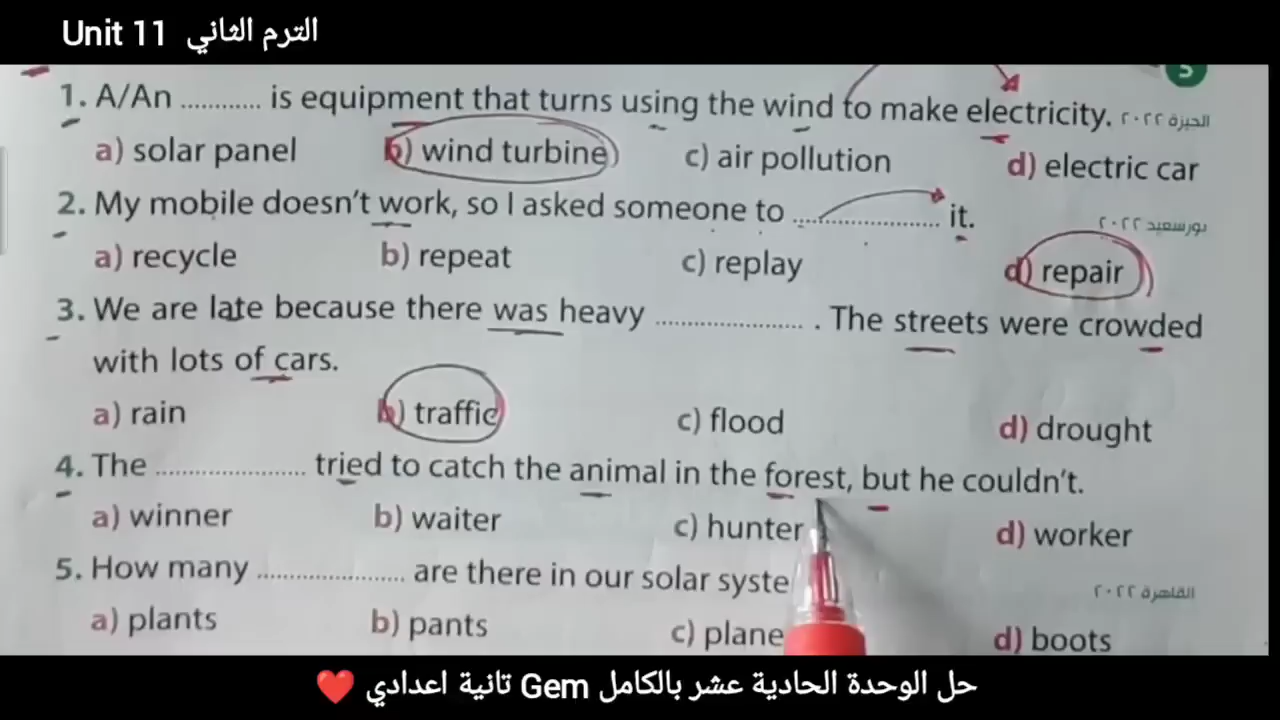 Unit 11 الترم الثاني
1. A/An ............ is equipment that turns using the wind to make electricity. الجيزة ٢٠٢٢
a) solar panel b) wind turbine c) air pollution d) electric car
2. My mobile doesn't work, so I asked someone to ...................... it. بورسعيد ٢٠٢٢
a) recycle b) repeat c) replay d) repair
3. We are late because there was heavy ...................... . The streets were crowded
with lots of cars.
a) rain b) traffic c) flood d) drought
4. The ...................... tried to catch the animal in the forest, but he couldn't.
a) winner b) waiter c) hunter d) worker
5. How many ...................... are there in our solar syste القاهرة ٢٠٢٢
a) plants b) pants c) plane d) boots
حل الوحدة الحادية عشر بالكامل Gem تانية اعدادي ❤️